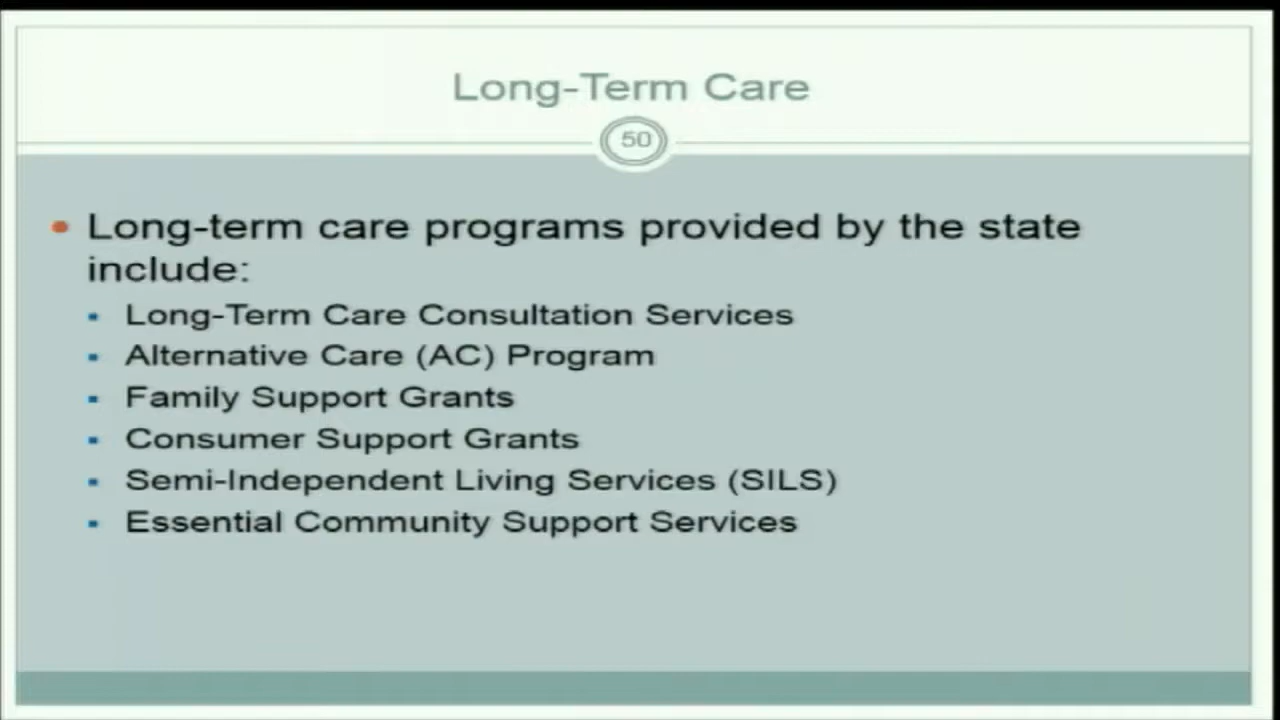 Long-Term Care
50
Long-term care programs provided by the state
include:
Long-Term Care Consultation Services
Alternative Care (AC) Program
Family Support Grants
Consumer Support Grants
Semi-Independent Living Services (SILS)
Essential Community Support Services